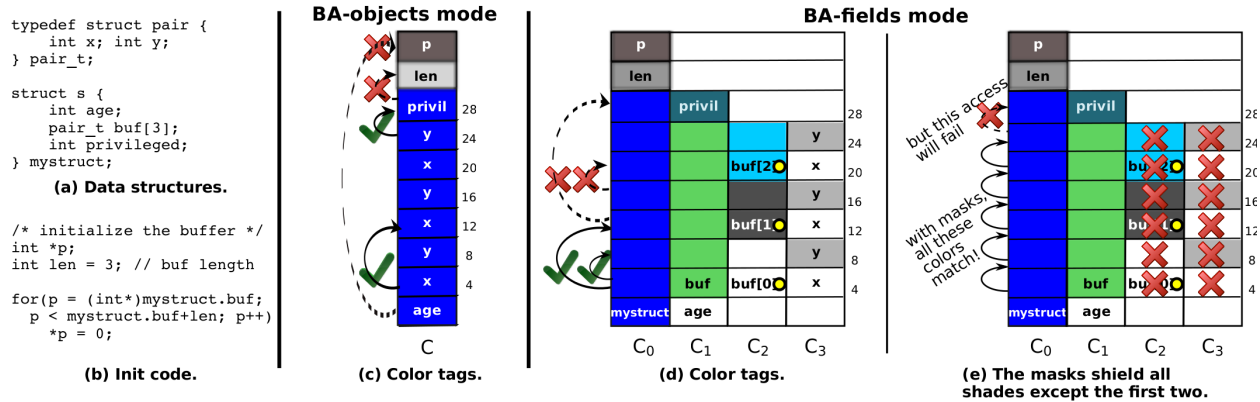 typedef struct pair {
int x; int y;
} pair_t;
struct s {
int age;
pair_t buf[3];
int privileged;
} mystruct;
(a) Data structures.
/* initialize the buffer */
int *p;
int len = 3; // buf length
for(p = (int*)mystruct.buf;
p < mystruct.buf+len; p++)
*p = 0;
(b) Init code.
BA-objects mode
p
len
privil
28
y
24
x
20
y
16
x
12
y
8
x
4
age
C
(c) Color tags.
BA-fields mode
p
len
privil
28
y
24
buf[2]
x
20
y
16
buf[1]
x
12
y
8
buf
buf[0]
x
4
mystruct
age
C0 C1 C2 C3
(d) Color tags.
p
len
but this access
will fail
privil
28
24
20
16
with masks,
all these
colors
match!
12
8
buf
4
mystruct
age
C0 C1 C2 C3
(e) The masks shield all
shades except the first two.